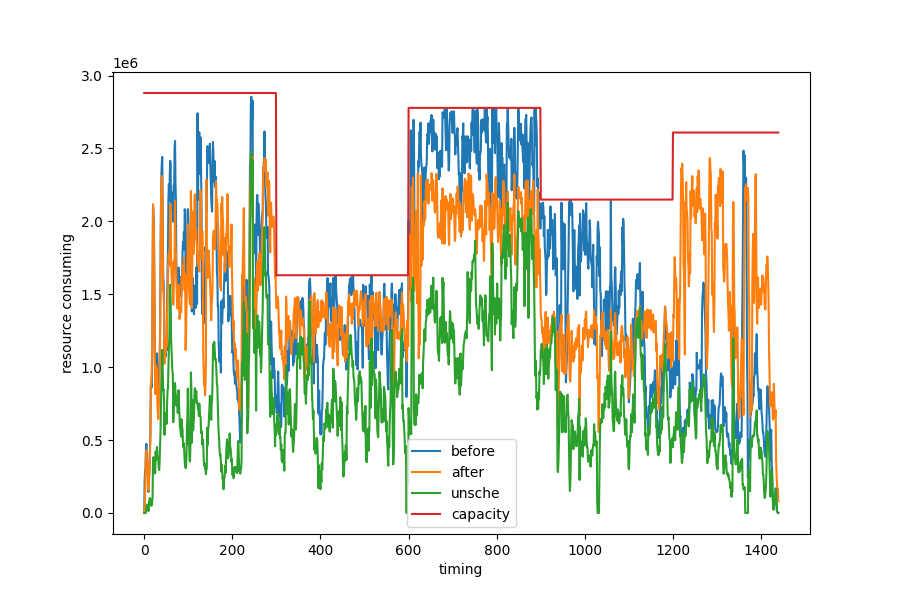 1e6
3.0
2.5
2.0
1.5
1.0
0.5
0.0
resource consuming
before
after
unsche
capacity
0 200 400 600 800 1000 1200 1400
timing